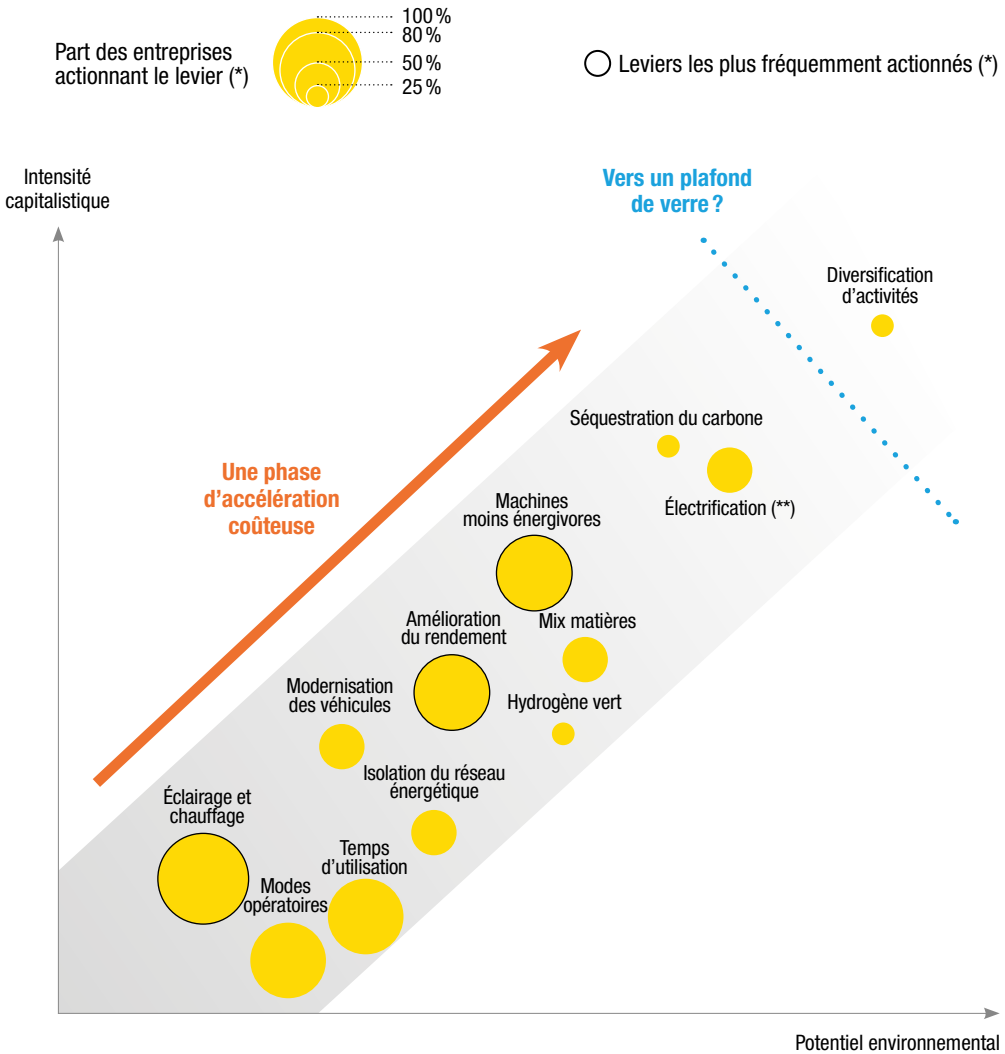 Part des entreprises
actionnant le levier (*)
100 %
80 %
50 %
25 %
Leviers les plus fréquemment actionnés (*)
Intensité
capitalistique
Vers un plafond
de verre ?
Diversification
d'activités
Séquestration du carbone
Électrification (**)
Une phase
d'accélération
coûteuse
Machines
moins énergivores
Amélioration
du rendement
Mix matières
Modernisation
des véhicules
Hydrogène vert
Isolation du réseau
énergétique
Éclairage et
chauffage
Temps
d'utilisation
Modes
opératoires
Potentiel environnemental